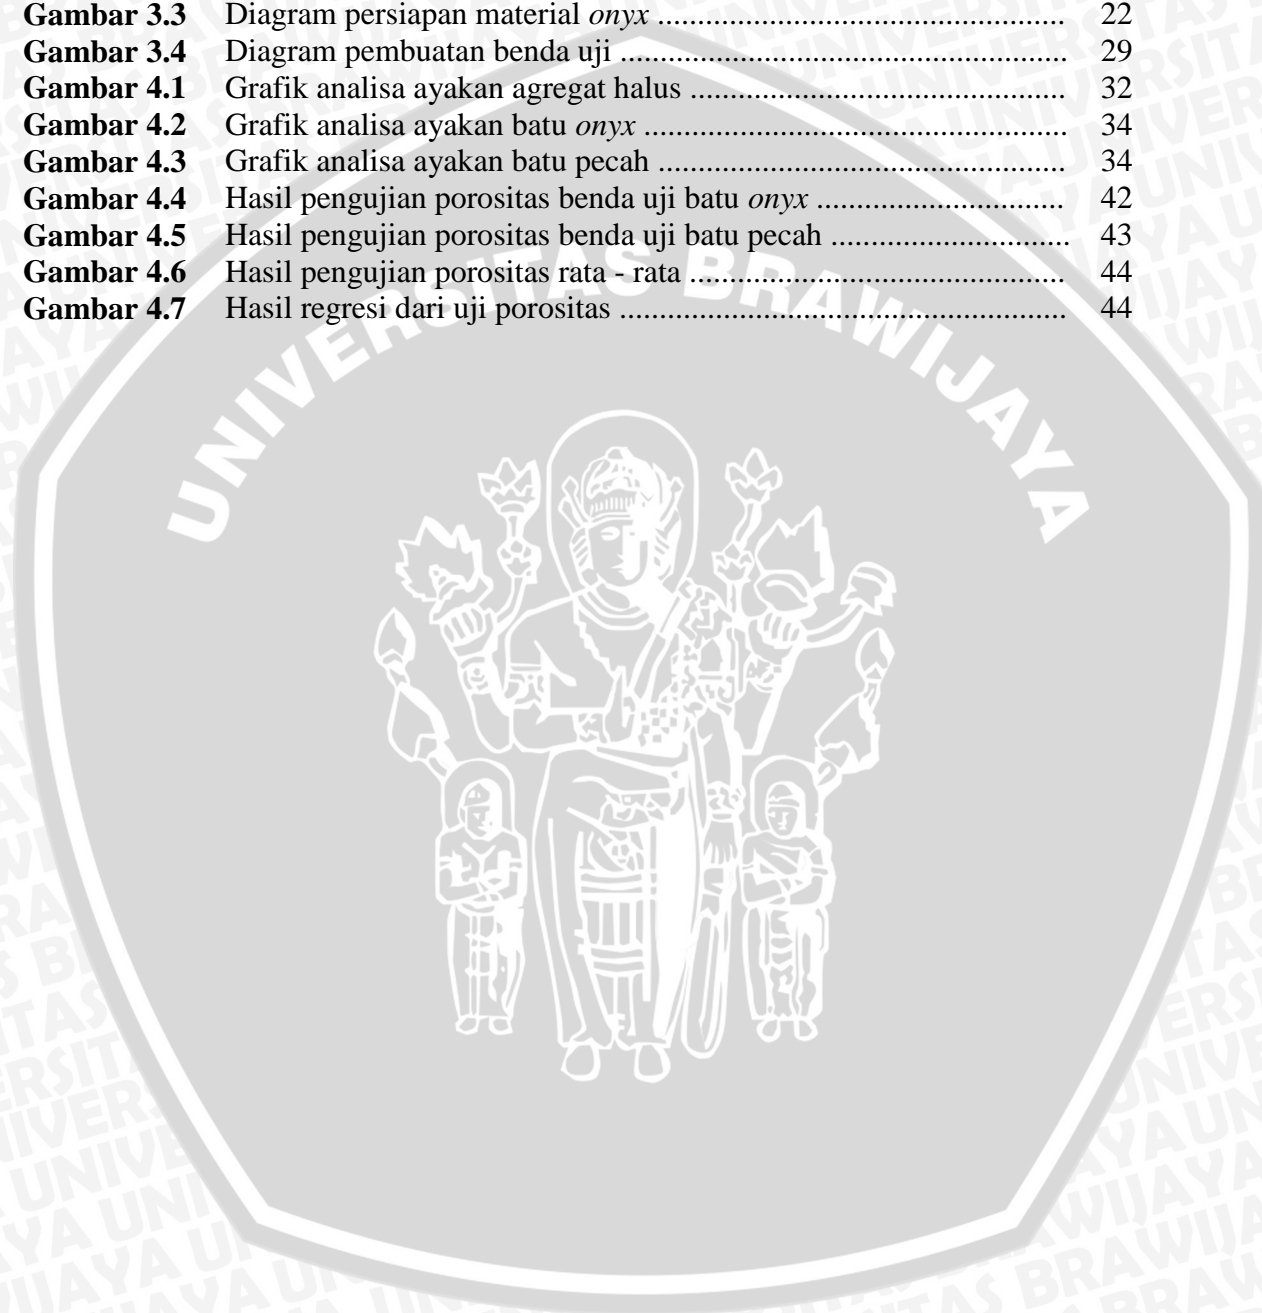 Gambar 3.3 Diagram persiapan material onyx ..................................................... 22
Gambar 3.4 Diagram pembuatan benda uji ........................................................ 29
Gambar 4.1 Grafik analisa ayakan agregat halus ............................................... 32
Gambar 4.2 Grafik analisa ayakan batu onyx ..................................................... 34
Gambar 4.3 Grafik analisa ayakan batu pecah ................................................... 34
Gambar 4.4 Hasil pengujian porositas benda uji batu onyx ............................... 42
Gambar 4.5 Hasil pengujian porositas benda uji batu pecah .............................. 43
Gambar 4.6 Hasil pengujian porositas rata - rata ............................................... 44
Gambar 4.7 Hasil regresi dari uji porositas ........................................................ 44
UNIVERSITAS BRAWIJAYA